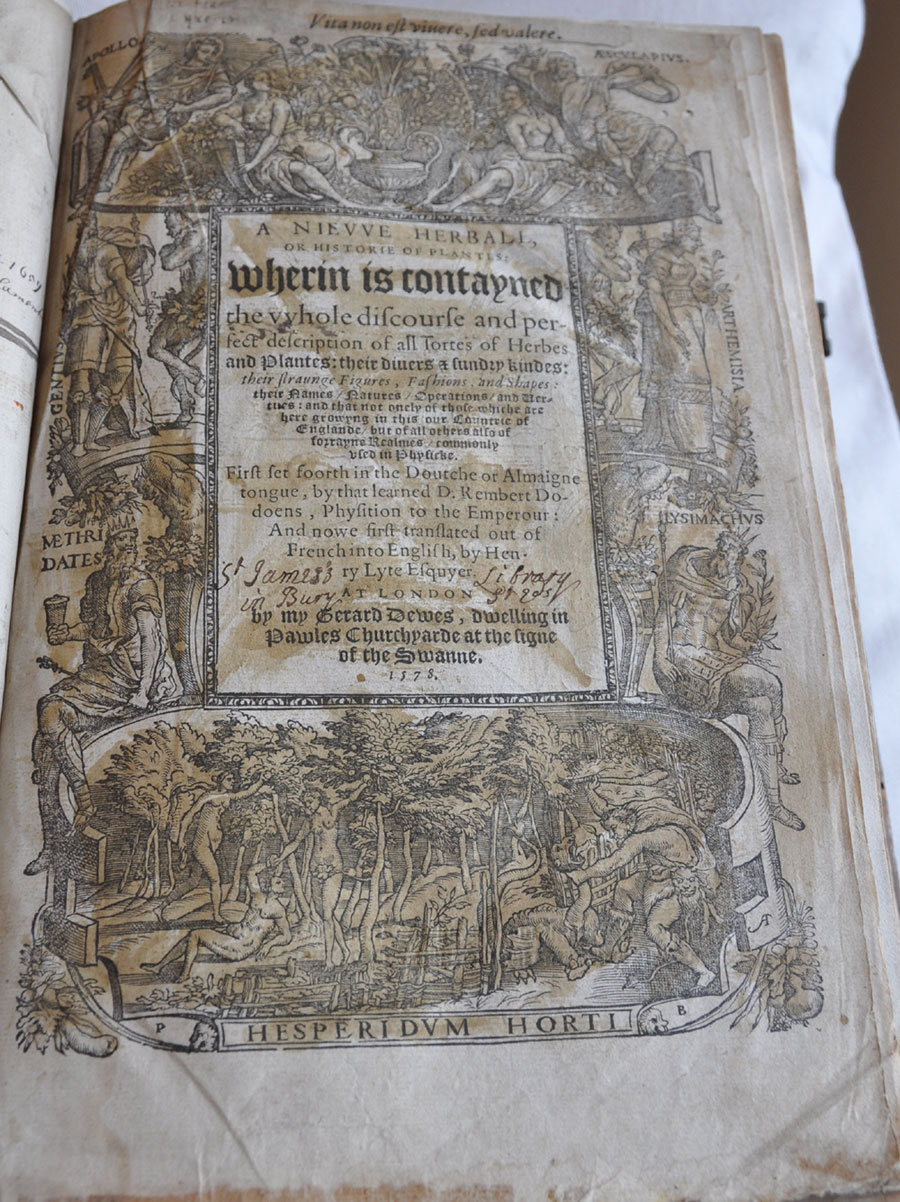 Vita non est viuere, sed valere.
APOLLO
ÆSCVLAPIVS.
A NIEVVE HERBALL,
OR HISTORIE OF PLANTES:
wherin is contayned
the vvhole discourse and per-
fect description of all sortes of Herbes
and Plantes: their diuers & sundry kindes:
their straunge Figures, Fashions, and Shapes:
their Names / Natures / Operations / and Ver-
tues: and that not onely of those whiche are
here growyng in this our Countrie of
Englande, but of all others also of
forrayne Realmes / commonly
vsed in Physicke.
First set foorth in the Doutche or Almaigne
tongue, by that learned D. Rembert Do-
doens, Physition to the Emperour:
And nowe first translated out of
French into English, by Hen-
ry Lyte Esquyer.
St James's Library
in Bury
AT LONDON
by my Gerard Dewes, dwelling in
Pawles Churchyarde at the signe
of the Swanne.
1578.
GENTIVS
ARTHEMISIA
METHRI
DATES
LYSIMACHVS
A
P
B
HESPERIDVM HORTI